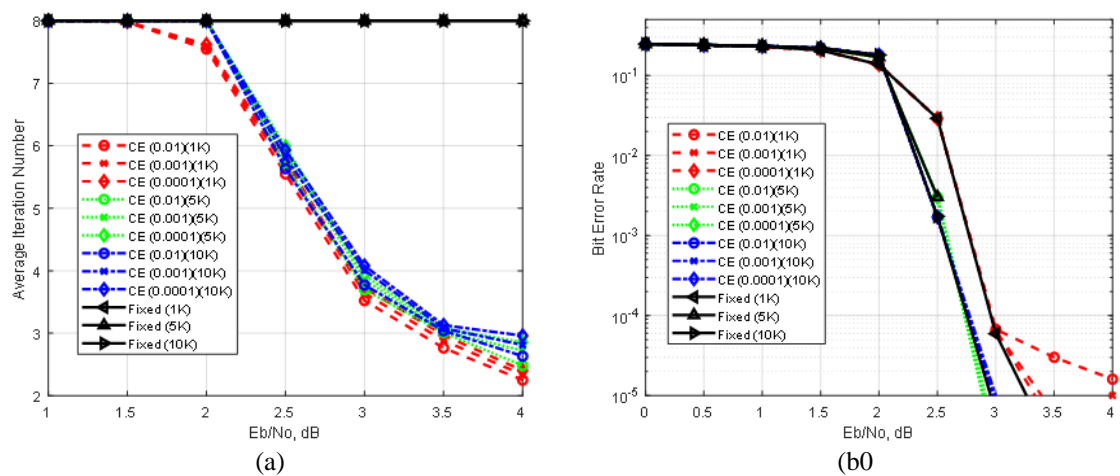 8
7
6
5
4
3
2
Average Iteration Number
CE (0.01)(1K)
CE (0.001)(1K)
CE (0.0001)(1K)
CE (0.01)(5K)
CE (0.001)(5K)
CE (0.0001)(5K)
CE (0.01)(10K)
CE (0.001)(10K)
CE (0.0001)(10K)
Fixed (1K)
Fixed (5K)
Fixed (10K)
1 1.5 2 2.5 3 3.5 4
Eb/No, dB
(a)
10-1
10-2
10-3
10-4
10-5
Bit Error Rate
CE (0.01)(1K)
CE (0.001)(1K)
CE (0.0001)(1K)
CE (0.01)(5K)
CE (0.001)(5K)
CE (0.0001)(5K)
CE (0.01)(10K)
CE (0.001)(10K)
CE (0.0001)(10K)
Fixed (1K)
Fixed (5K)
Fixed (10K)
0 0.5 1 1.5 2 2.5 3 3.5 4
Eb/No, dB
(b0